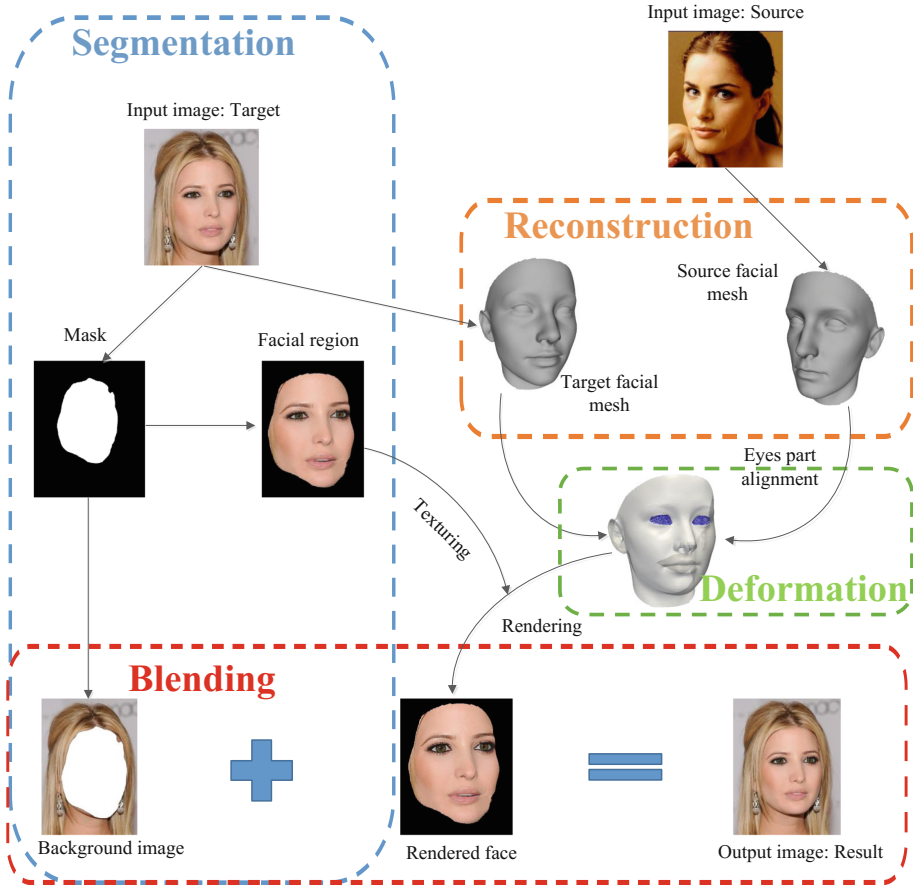 Input image: Source
Segmentation
Input image: Target
Reconstruction
Source facial
mesh
Mask
Facial region
Target facial
mesh
Eyes part
alignment
Texturing
Deformation
Rendering
Blending
Background image
Rendered face
Output image: Result